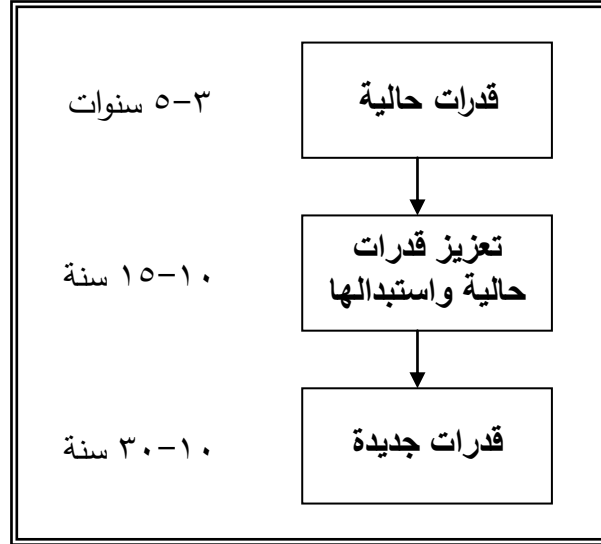 قدرات حالية
٣-٥ سنوات
تعزيز قدرات
حالية واستبدالها
١٠-١٥ سنة
قدرات جديدة
١٠-٣٠ سنة